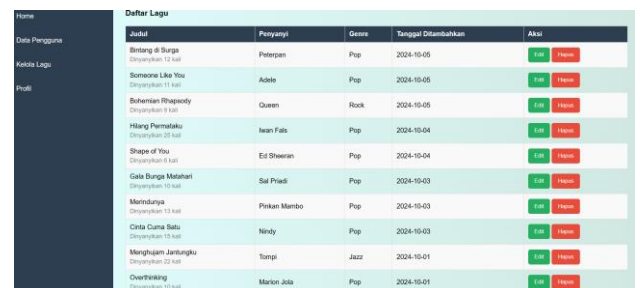 Daftar Lagu
Home
Data Pengguna
Kelola Lagu
Profil
Judul Penyanyi Genre Tanggal Ditambahkan Aksi
Bintang di Surga Peterpan Pop 2024-10-05 Edit Hapus
Dinyanyikan 12 kali
Someone Like You Adele Pop 2024-10-05 Edit Hapus
Dinyanyikan 11 kali
Bohemian Rhapsody Queen Rock 2024-10-05 Edit Hapus
Dinyanyikan 9 kali
Hilang Permataku Iwan Fals Pop 2024-10-04 Edit Hapus
Dinyanyikan 20 kali
Shape of You Ed Sheeran Pop 2024-10-04 Edit Hapus
Dinyanyikan 6 kali
Gala Bunga Matahari Sal Priadi Pop 2024-10-03 Edit Hapus
Dinyanyikan 10 kali
Merindunya Pinkan Mambo Pop 2024-10-03 Edit Hapus
Dinyanyikan 13 kali
Cinta Cuma Satu Nindy Pop 2024-10-03 Edit Hapus
Dinyanyikan 15 kali
Menghujam Jantungku Tompi Jazz 2024-10-01 Edit Hapus
Dinyanyikan 22 kali
Overthinking Marion Jola Pop 2024-10-01 Edit Hapus
Dinyanyikan 10 kali